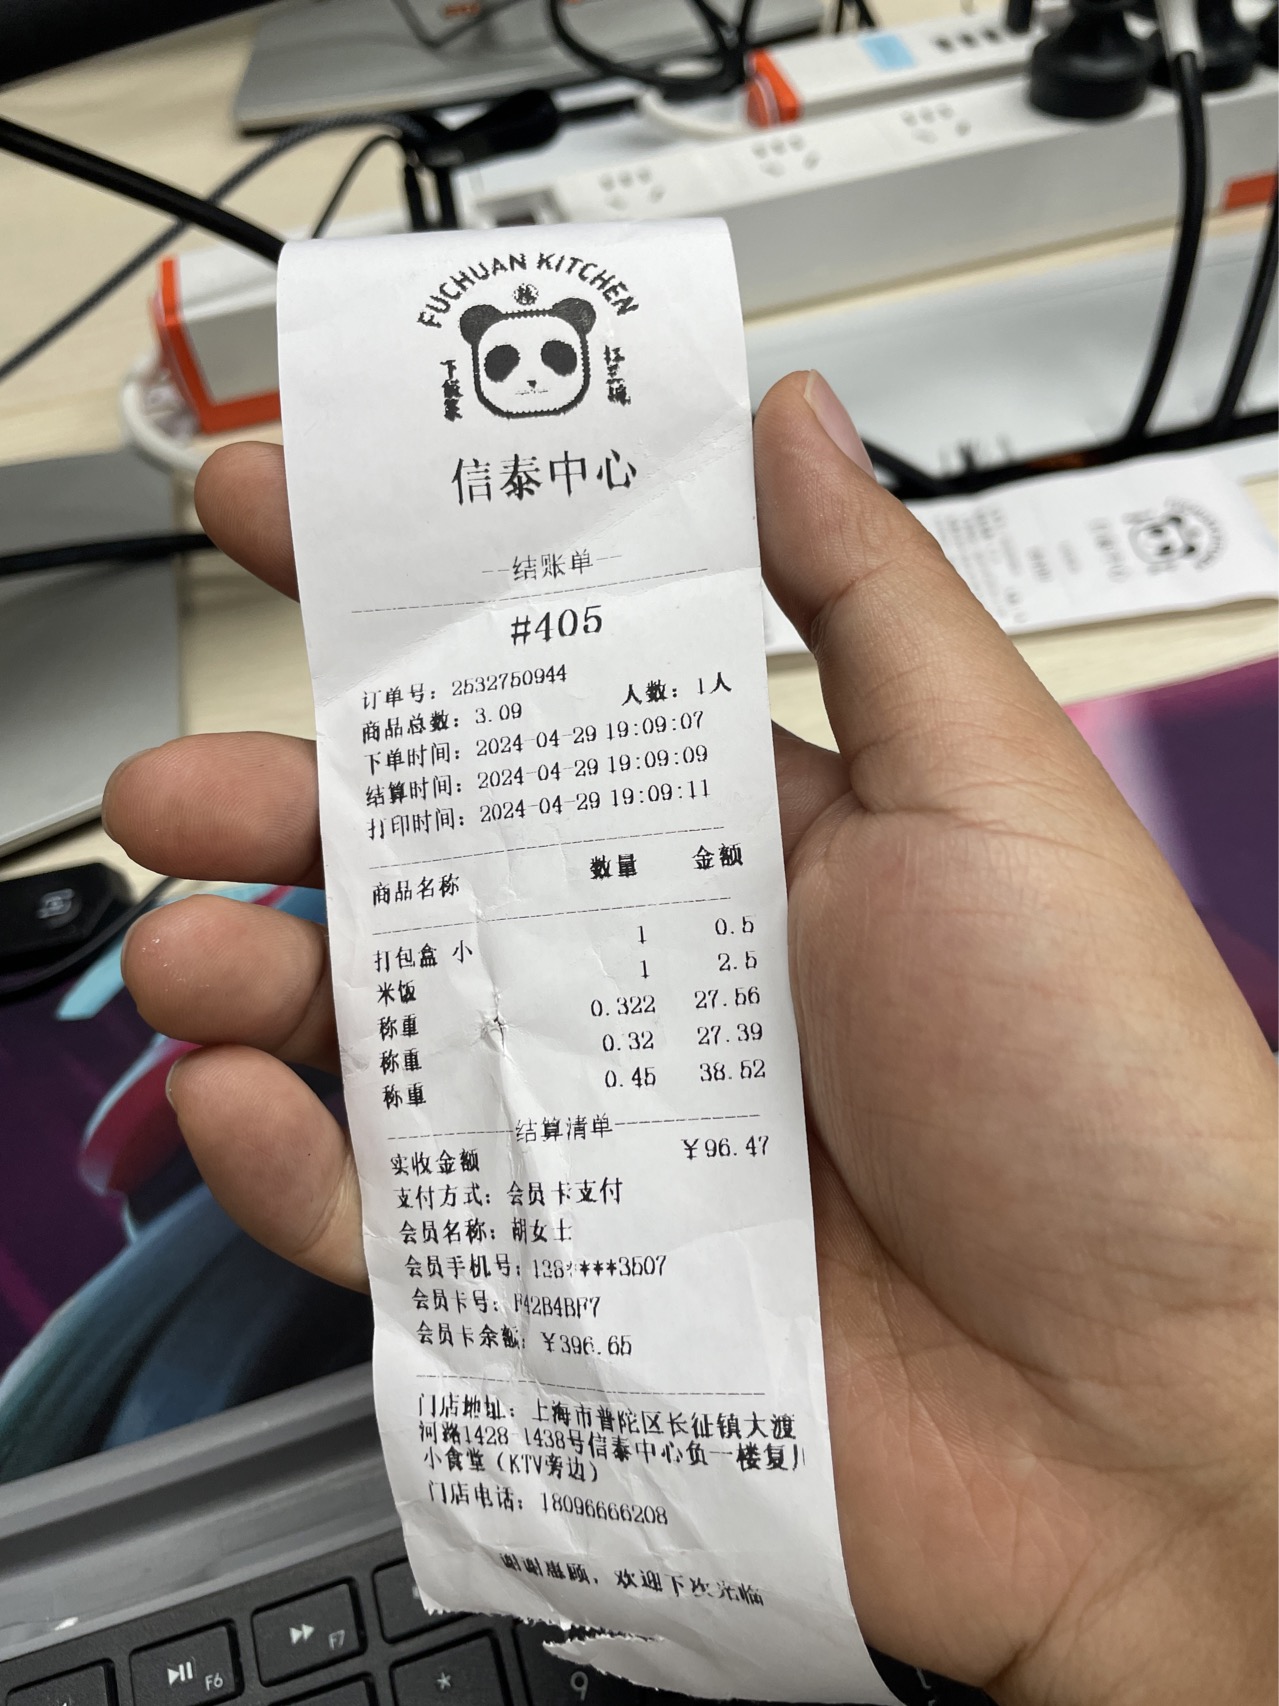 FUCHUAN KITCHEN
下饭菜
信泰中心
--结账单--
#405
订单号：2532750944
商品总数：3.09 人数：1人
下单时间：2024-04-29 19:09:07
结算时间：2024-04-29 19:09:09
打印时间：2024-04-29 19:09:11
商品名称 数量 金额
打包盒 小 1 0.5
米饭 1 2.5
称重 0.322 27.56
称重 0.32 27.39
称重 0.45 38.52
结算清单
实收金额 ￥96.47
支付方式：会员卡支付
会员名称：胡女士
会员手机号：138****3507
会员卡号：F42B4BF7
会员卡余额：￥396.65
门店地址：上海市普陀区长征镇大渡
河路1428-1438号信泰中心负一楼复川
小食堂（KTV旁边）
门店电话：18096666208
谢谢惠顾，欢迎下次光临
F6
F7
*
9